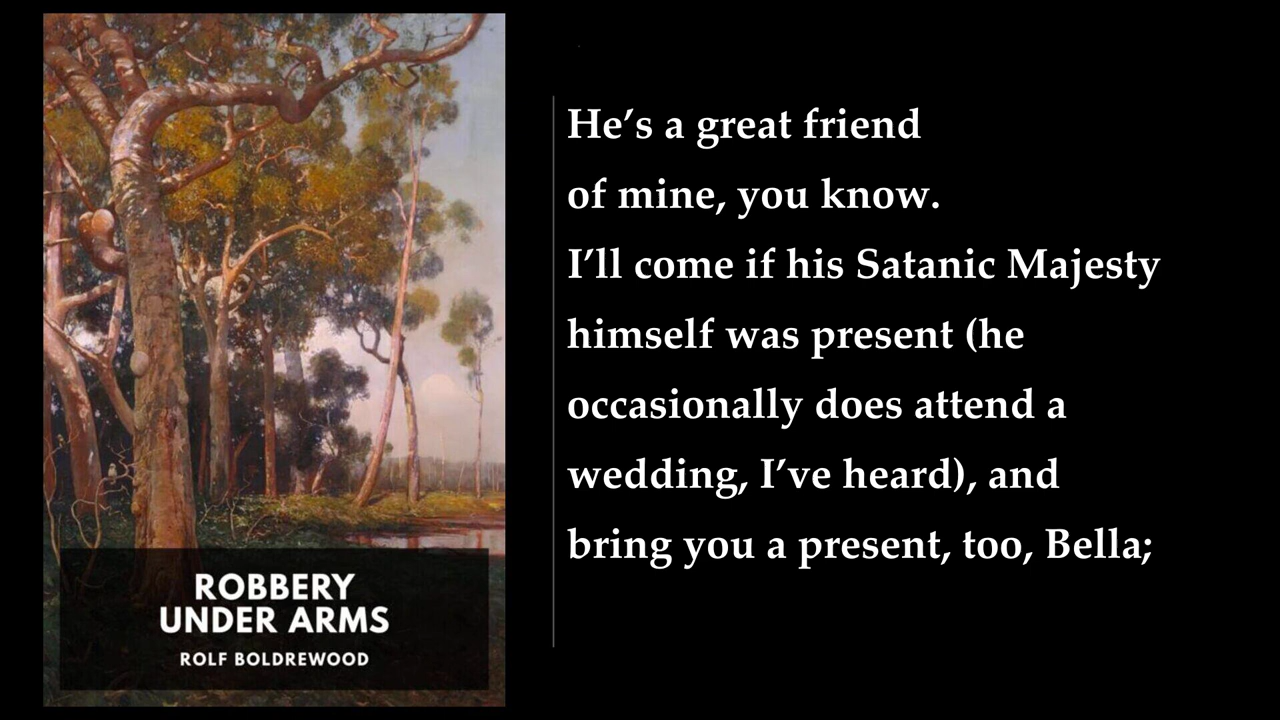 ROBBERY
UNDER ARMS
ROLF BOLDREWOOD
He’s a great friend
of mine, you know.
I’ll come if his Satanic Majesty
himself was present (he
occasionally does attend a
wedding, I’ve heard), and
bring you a present, too, Bella;